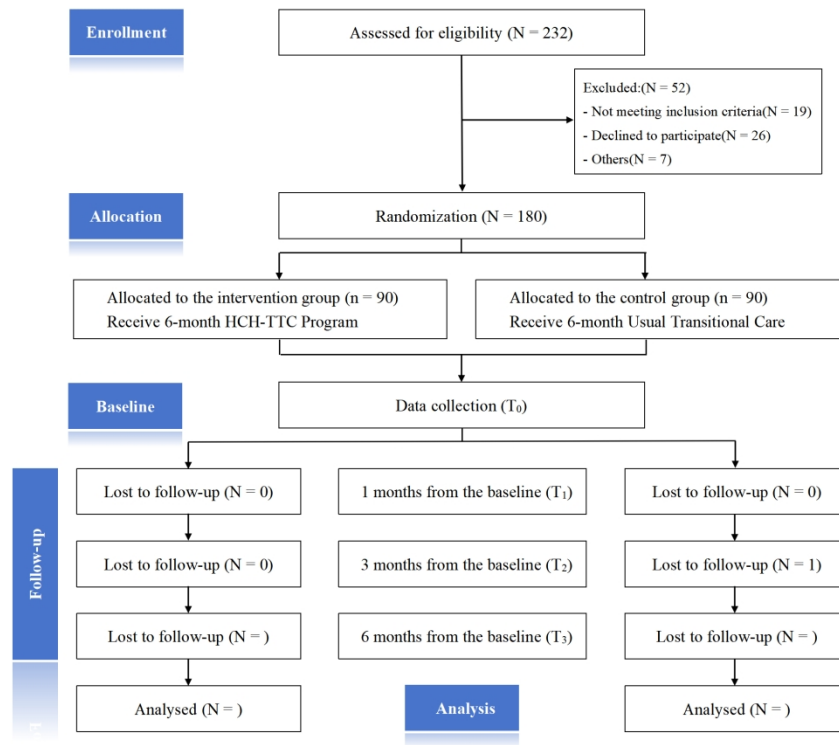 Enrollment
Assessed for eligibility (N = 232)
Excluded:(N = 52)
- Not meeting inclusion criteria(N = 19)
- Declined to participate(N = 26)
- Others(N = 7)
Allocation
Randomization (N = 180)
Allocated to the intervention group (n = 90)
Receive 6-month HCH-TTC Program
Allocated to the control group (n = 90)
Receive 6-month Usual Transitional Care
Baseline
Data collection (T₀)
Follow-up
Lost to follow-up (N = 0)
1 months from the baseline (T₁)
Lost to follow-up (N = 0)
Lost to follow-up (N = 0)
3 months from the baseline (T₂)
Lost to follow-up (N = 1)
Lost to follow-up (N = )
6 months from the baseline (T₃)
Lost to follow-up (N = )
Analysed (N = )
Analysis
Analysed (N = )